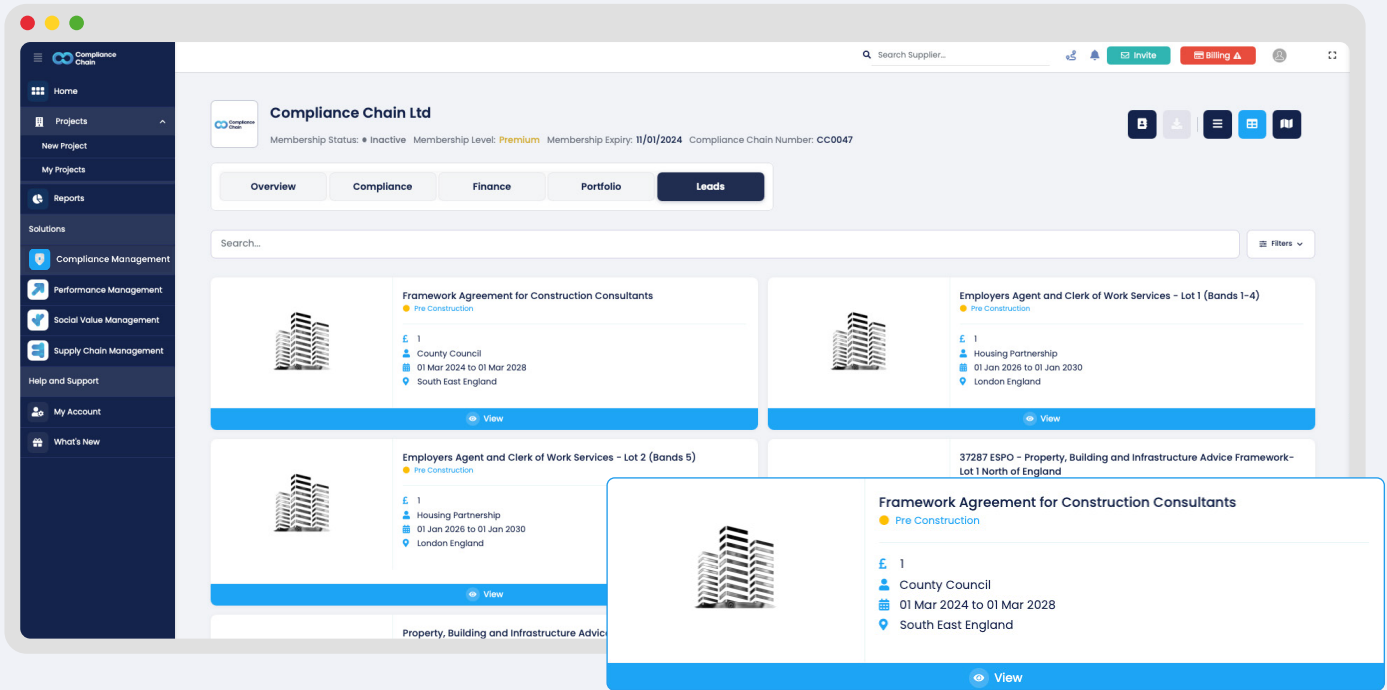 Compliance
Chain
Search Supplier...
Invite
Billing
Home
Projects
New Project
My Projects
Reports
Solutions
Compliance Management
Performance Management
Social Value Management
Supply Chain Management
Help and Support
My Account
What's New
Compliance
Chain
Compliance Chain Ltd
Membership Status: Inactive Membership Level: Premium Membership Expiry: 11/01/2024 Compliance Chain Number: CC0047
Overview Compliance Finance Portfolio Leads
Search...
Filters
Framework Agreement for Construction Consultants
Pre Construction
£ 1
County Council
01 Mar 2024 to 01 Mar 2028
South East England
View
Employers Agent and Clerk of Work Services - Lot 1 (Bands 1-4)
Pre Construction
£ 1
Housing Partnership
01 Jan 2026 to 01 Jan 2030
London England
View
Employers Agent and Clerk of Work Services - Lot 2 (Bands 5)
Pre Construction
£ 1
Housing Partnership
01 Jan 2026 to 01 Jan 2030
London England
View
37287 ESPO - Property, Building and Infrastructure Advice Framework-
Lot 1 North of England
Property, Building and Infrastructure Advic
Framework Agreement for Construction Consultants
Pre Construction
£ 1
County Council
01 Mar 2024 to 01 Mar 2028
South East England
View